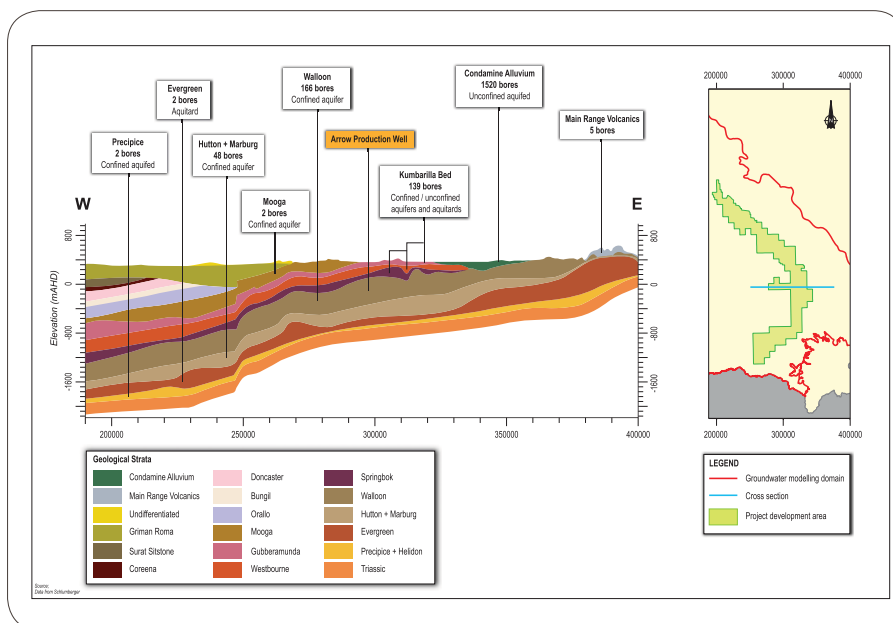 Precipice
2 bores
Confined aquifed
Evergreen
2 bores
Aquitard
Hutton + Marburg
48 bores
Confined aquifer
Mooga
2 bores
Confined aquifer
Walloon
166 bores
Confined aquifer
Arrow Production Well
Kumbarilla Bed
139 bores
Confined / unconfined
aquifers and aquitards
Condamine Alluvium
1520 bores
Unconfined aquifed
Main Range Volcanics
5 bores
W
E
Elevation (mAHD)
800
0
-800
-1600
800
0
-800
-1600
200000
250000
300000
350000
400000
Geological Strata
Condamine Alluvium
Main Range Volcanics
Undifferentiated
Griman Roma
Surat Sitstone
Coreena
Doncaster
Bungil
Orallo
Mooga
Gubberamunda
Westbourne
Springbok
Walloon
Hutton + Marburg
Evergreen
Precipice + Helidon
Triassic
200000 300000 400000
200000 300000 400000
LEGEND
Groundwater modelling domain
Cross section
Project development area
Source:
Data from Schlumberger